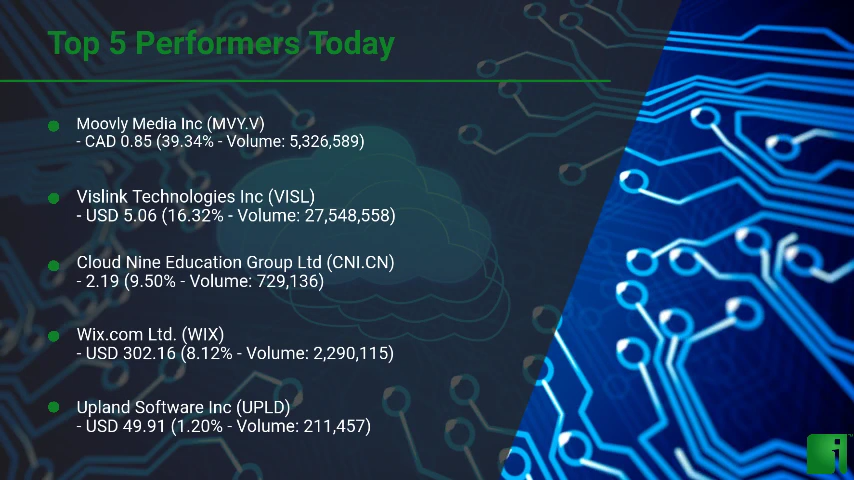 Top 5 Performers Today
Moovly Media Inc (MVY.V)
- CAD 0.85 (39.34% - Volume: 5,326,589)
Vislink Technologies Inc (VISL)
- USD 5.06 (16.32% - Volume: 27,548,558)
Cloud Nine Education Group Ltd (CNI.CN)
- 2.19 (9.50% - Volume: 729,136)
Wix.com Ltd. (WIX)
- USD 302.16 (8.12% - Volume: 2,290,115)
Upland Software Inc (UPLD)
- USD 49.91 (1.20% - Volume: 211,457)
i